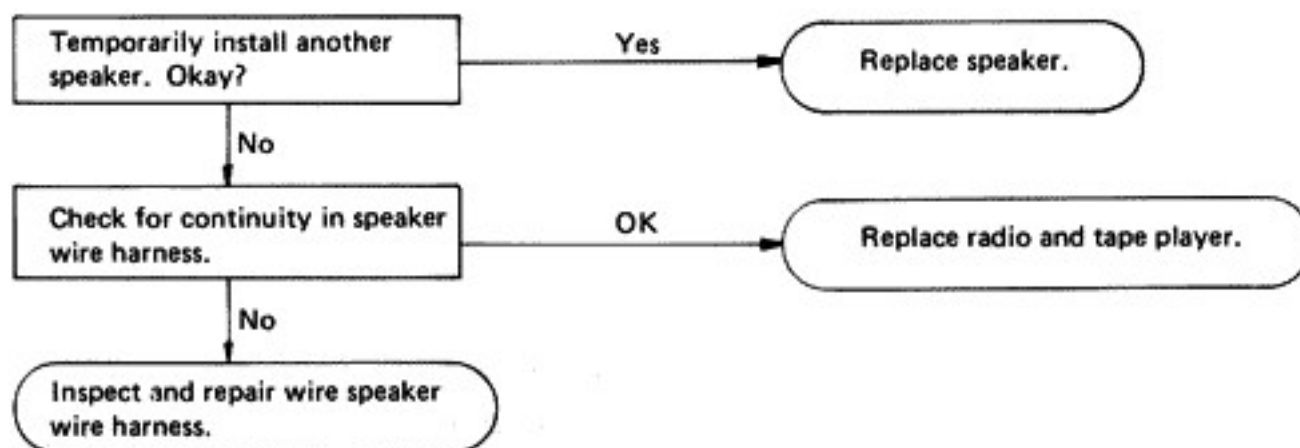 Temporarily install another
speaker. Okay?
Yes
Replace speaker.
No
Check for continuity in speaker
wire harness.
OK
Replace radio and tape player.
No
Inspect and repair wire speaker
wire harness.